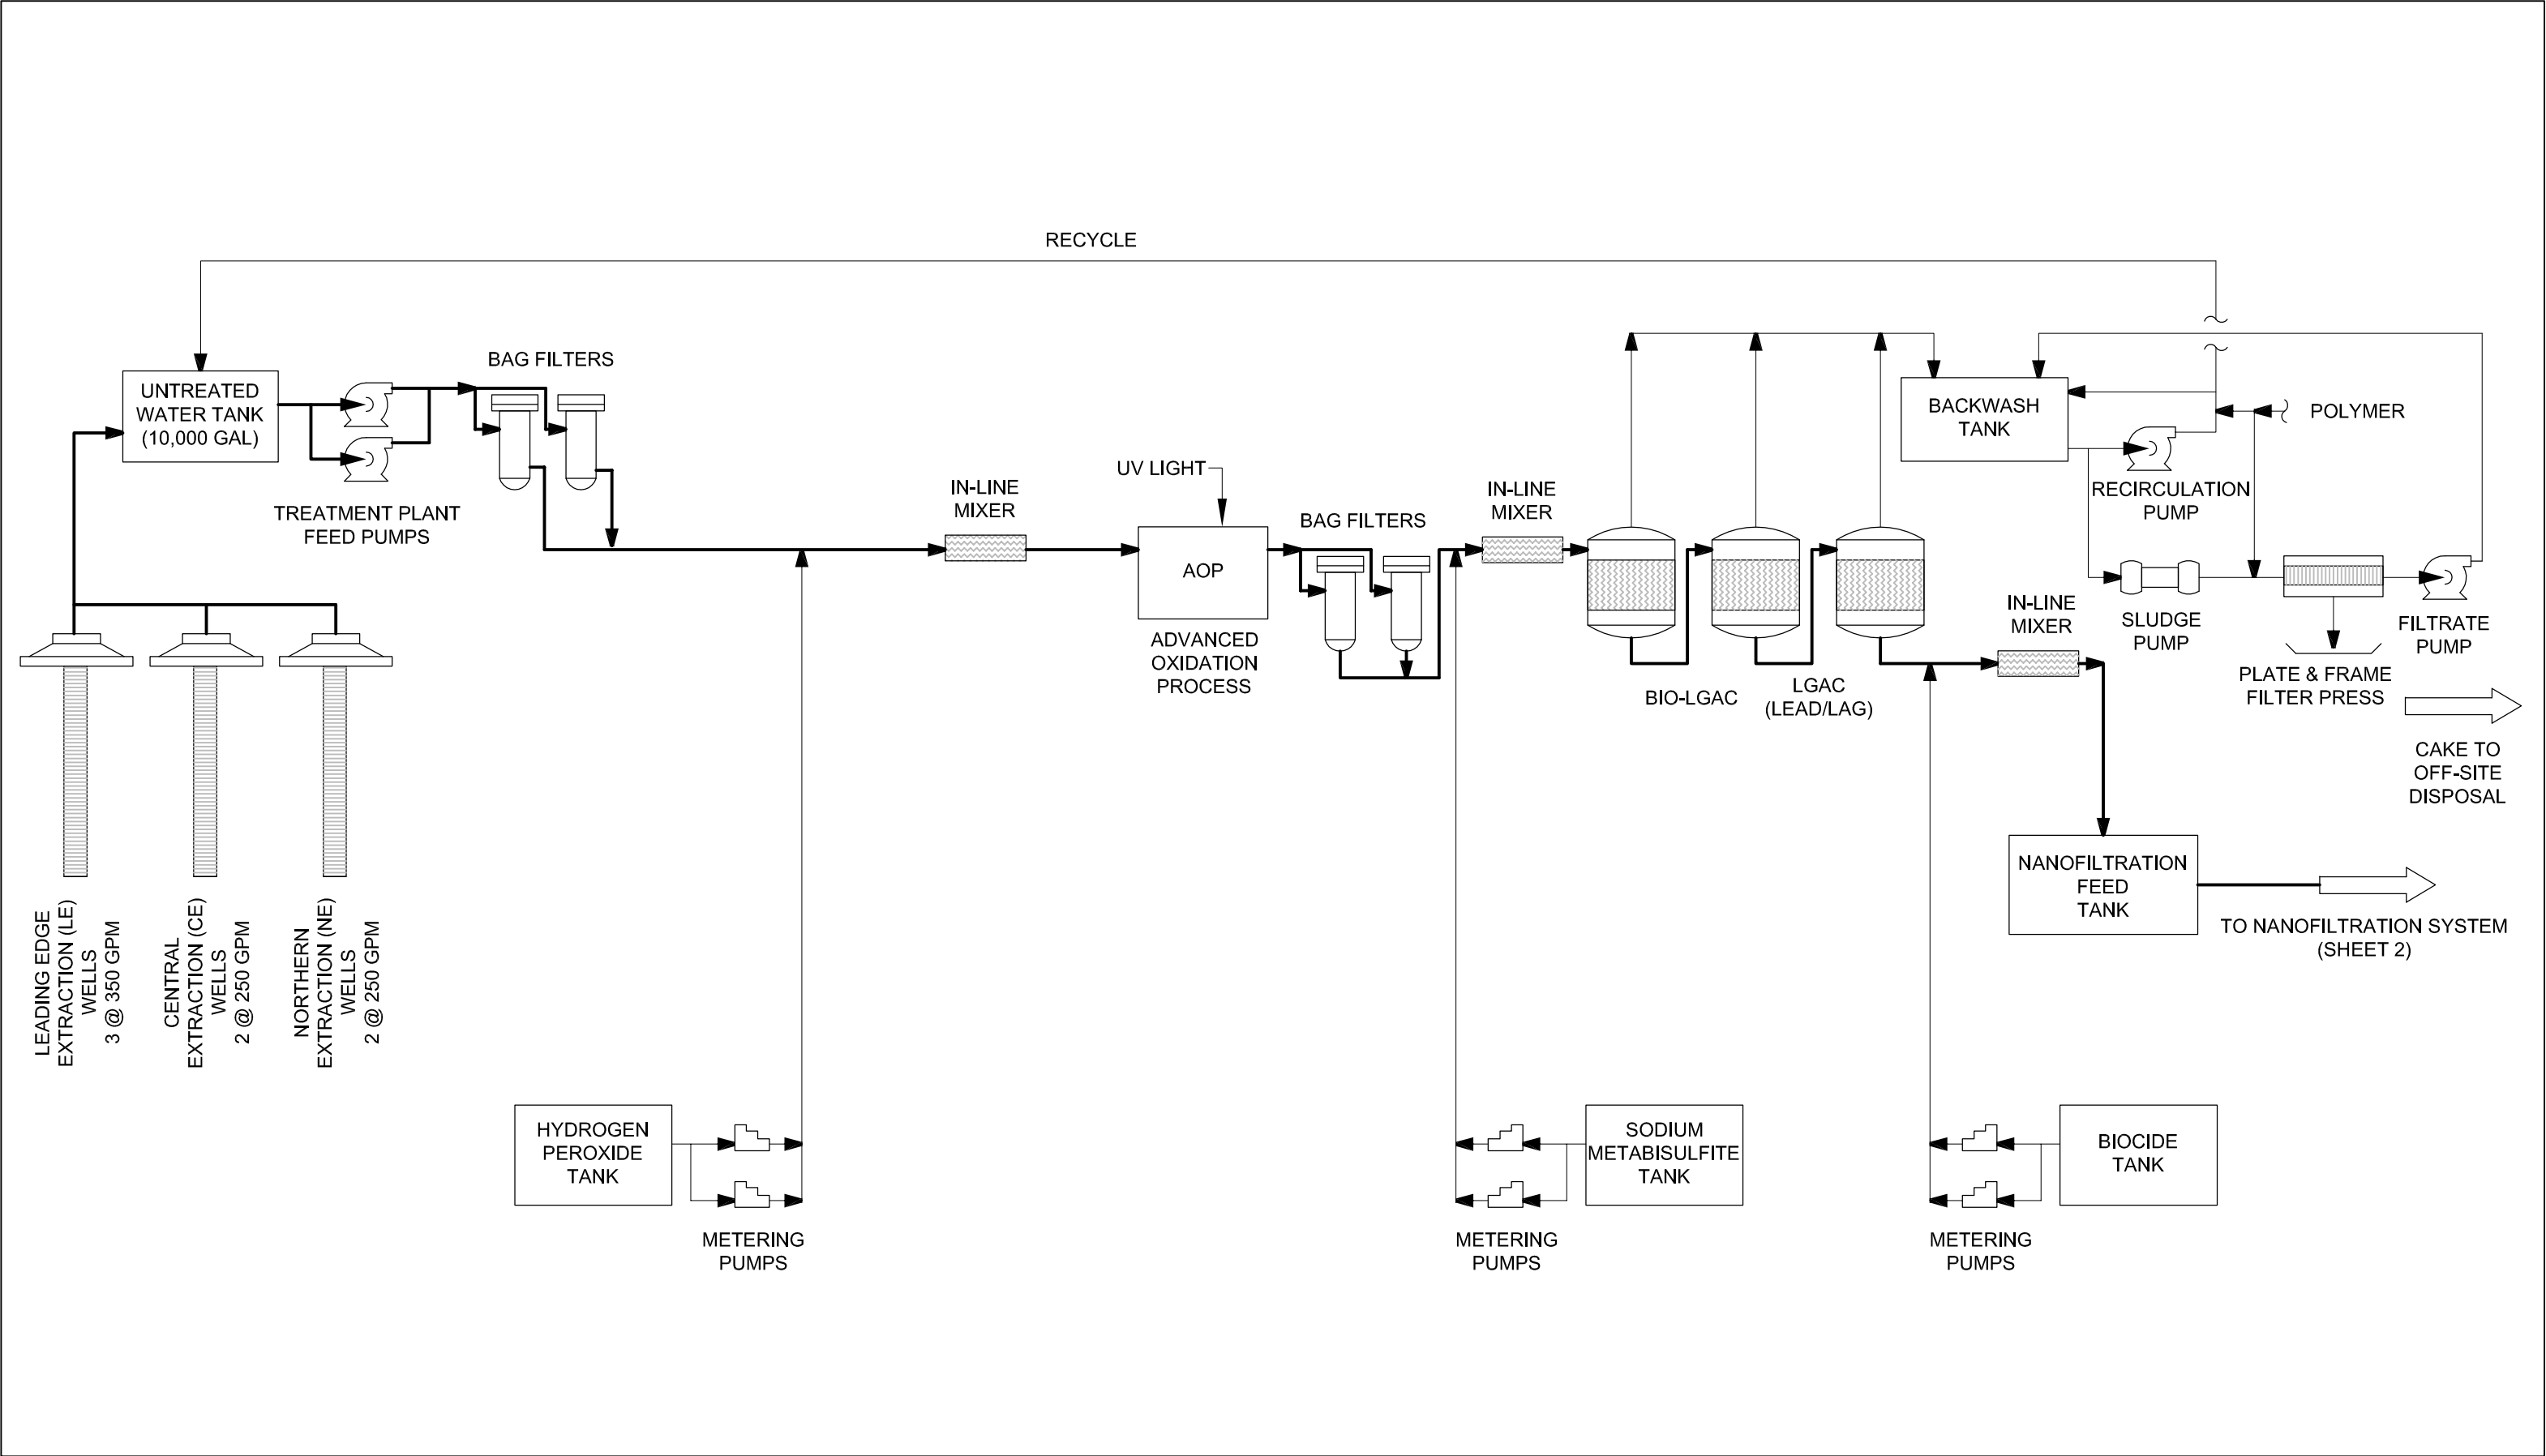 RECYCLE
BAG FILTERS
UNTREATED
WATER TANK
(10,000 GAL)
TREATMENT PLANT
FEED PUMPS
IN-LINE
MIXER
UV LIGHT
AOP
ADVANCED
OXIDATION
PROCESS
BAG FILTERS
IN-LINE
MIXER
BIO-LGAC
LGAC
(LEAD/LAG)
BACKWASH
TANK
POLYMER
RECIRCULATION
PUMP
SLUDGE
PUMP
PLATE & FRAME
FILTER PRESS
FILTRATE
PUMP
CAKE TO
OFF-SITE
DISPOSAL
IN-LINE
MIXER
NANOFILTRATION
FEED
TANK
TO NANOFILTRATION SYSTEM
(SHEET 2)
LEADING EDGE
EXTRACTION (LE)
WELLS
3 @ 350 GPM
CENTRAL
EXTRACTION (CE)
WELLS
2 @ 250 GPM
NORTHERN
EXTRACTION (NE)
WELLS
2 @ 250 GPM
HYDROGEN
PEROXIDE
TANK
METERING
PUMPS
SODIUM
METABISULFITE
TANK
METERING
PUMPS
BIOCIDE
TANK
METERING
PUMPS